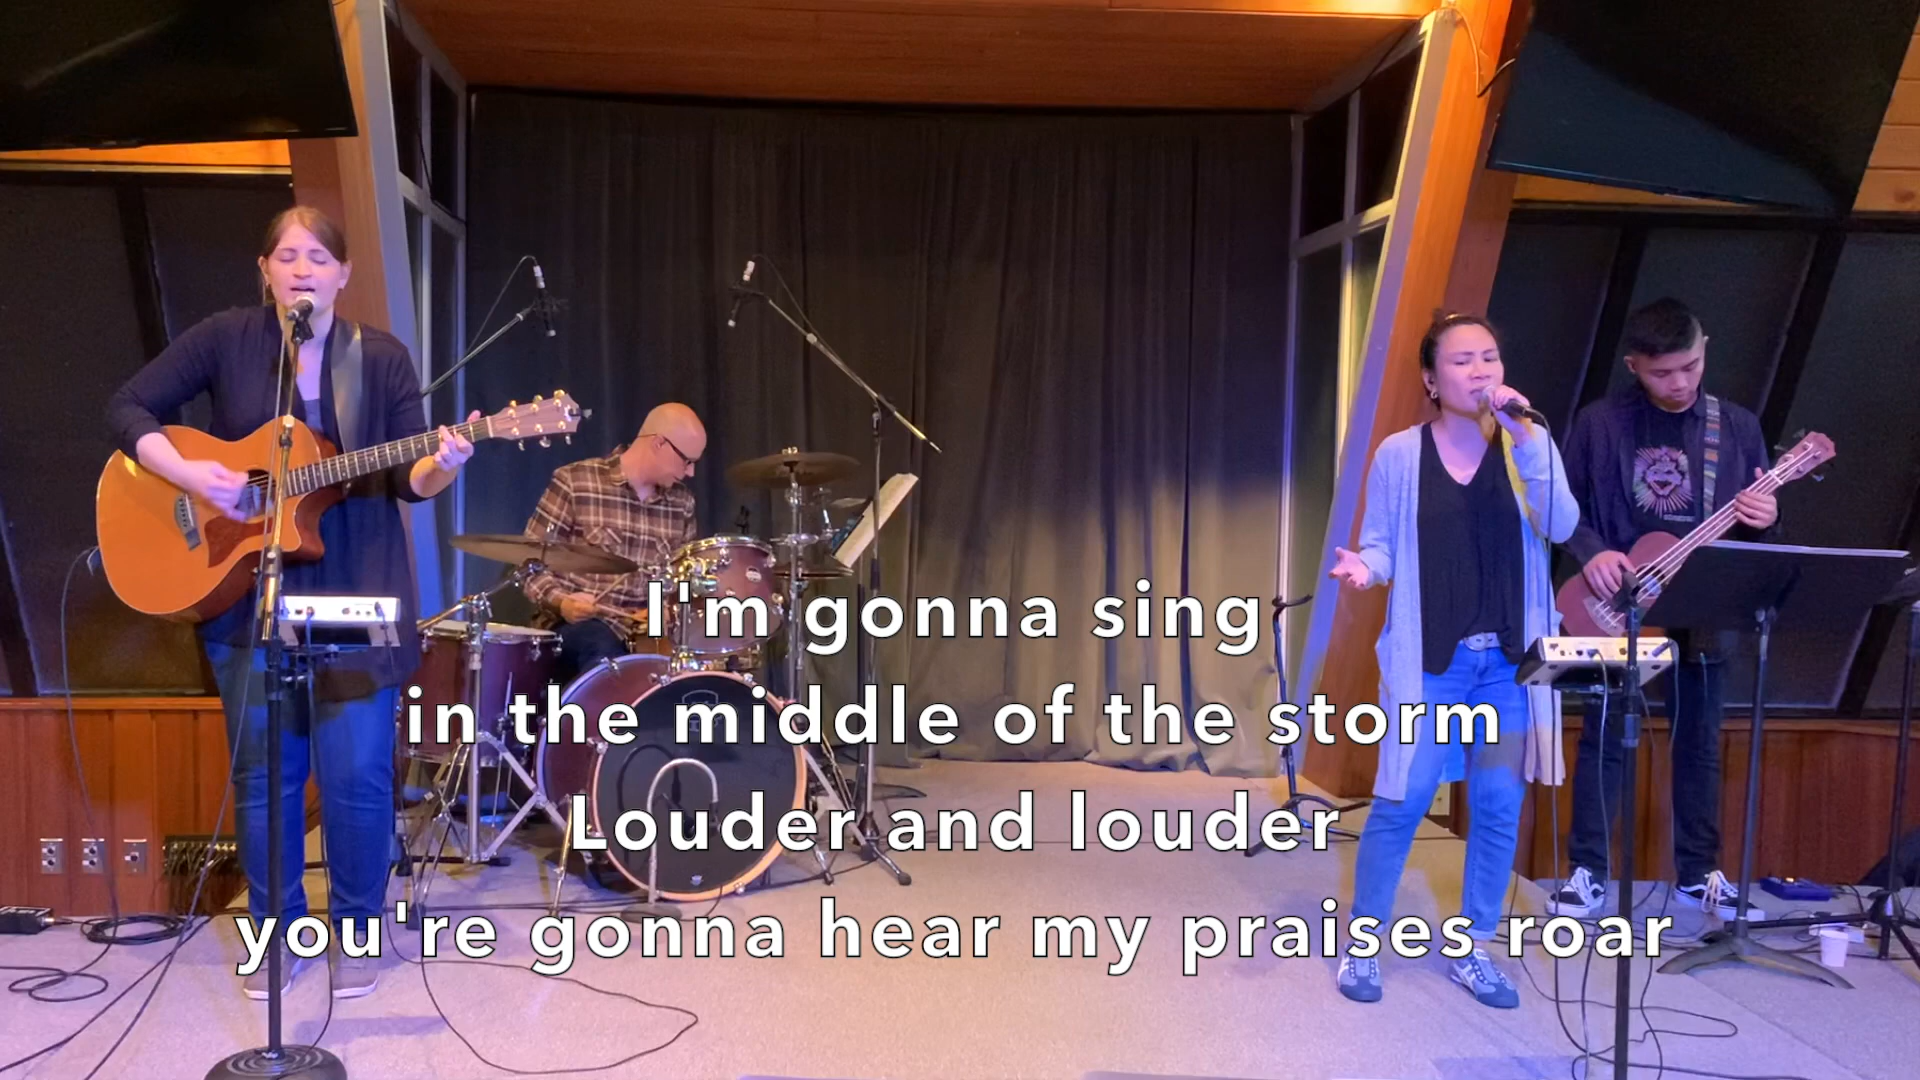 I'm gonna sing
in the middle of the storm
Louder and louder
you're gonna hear my praises roar